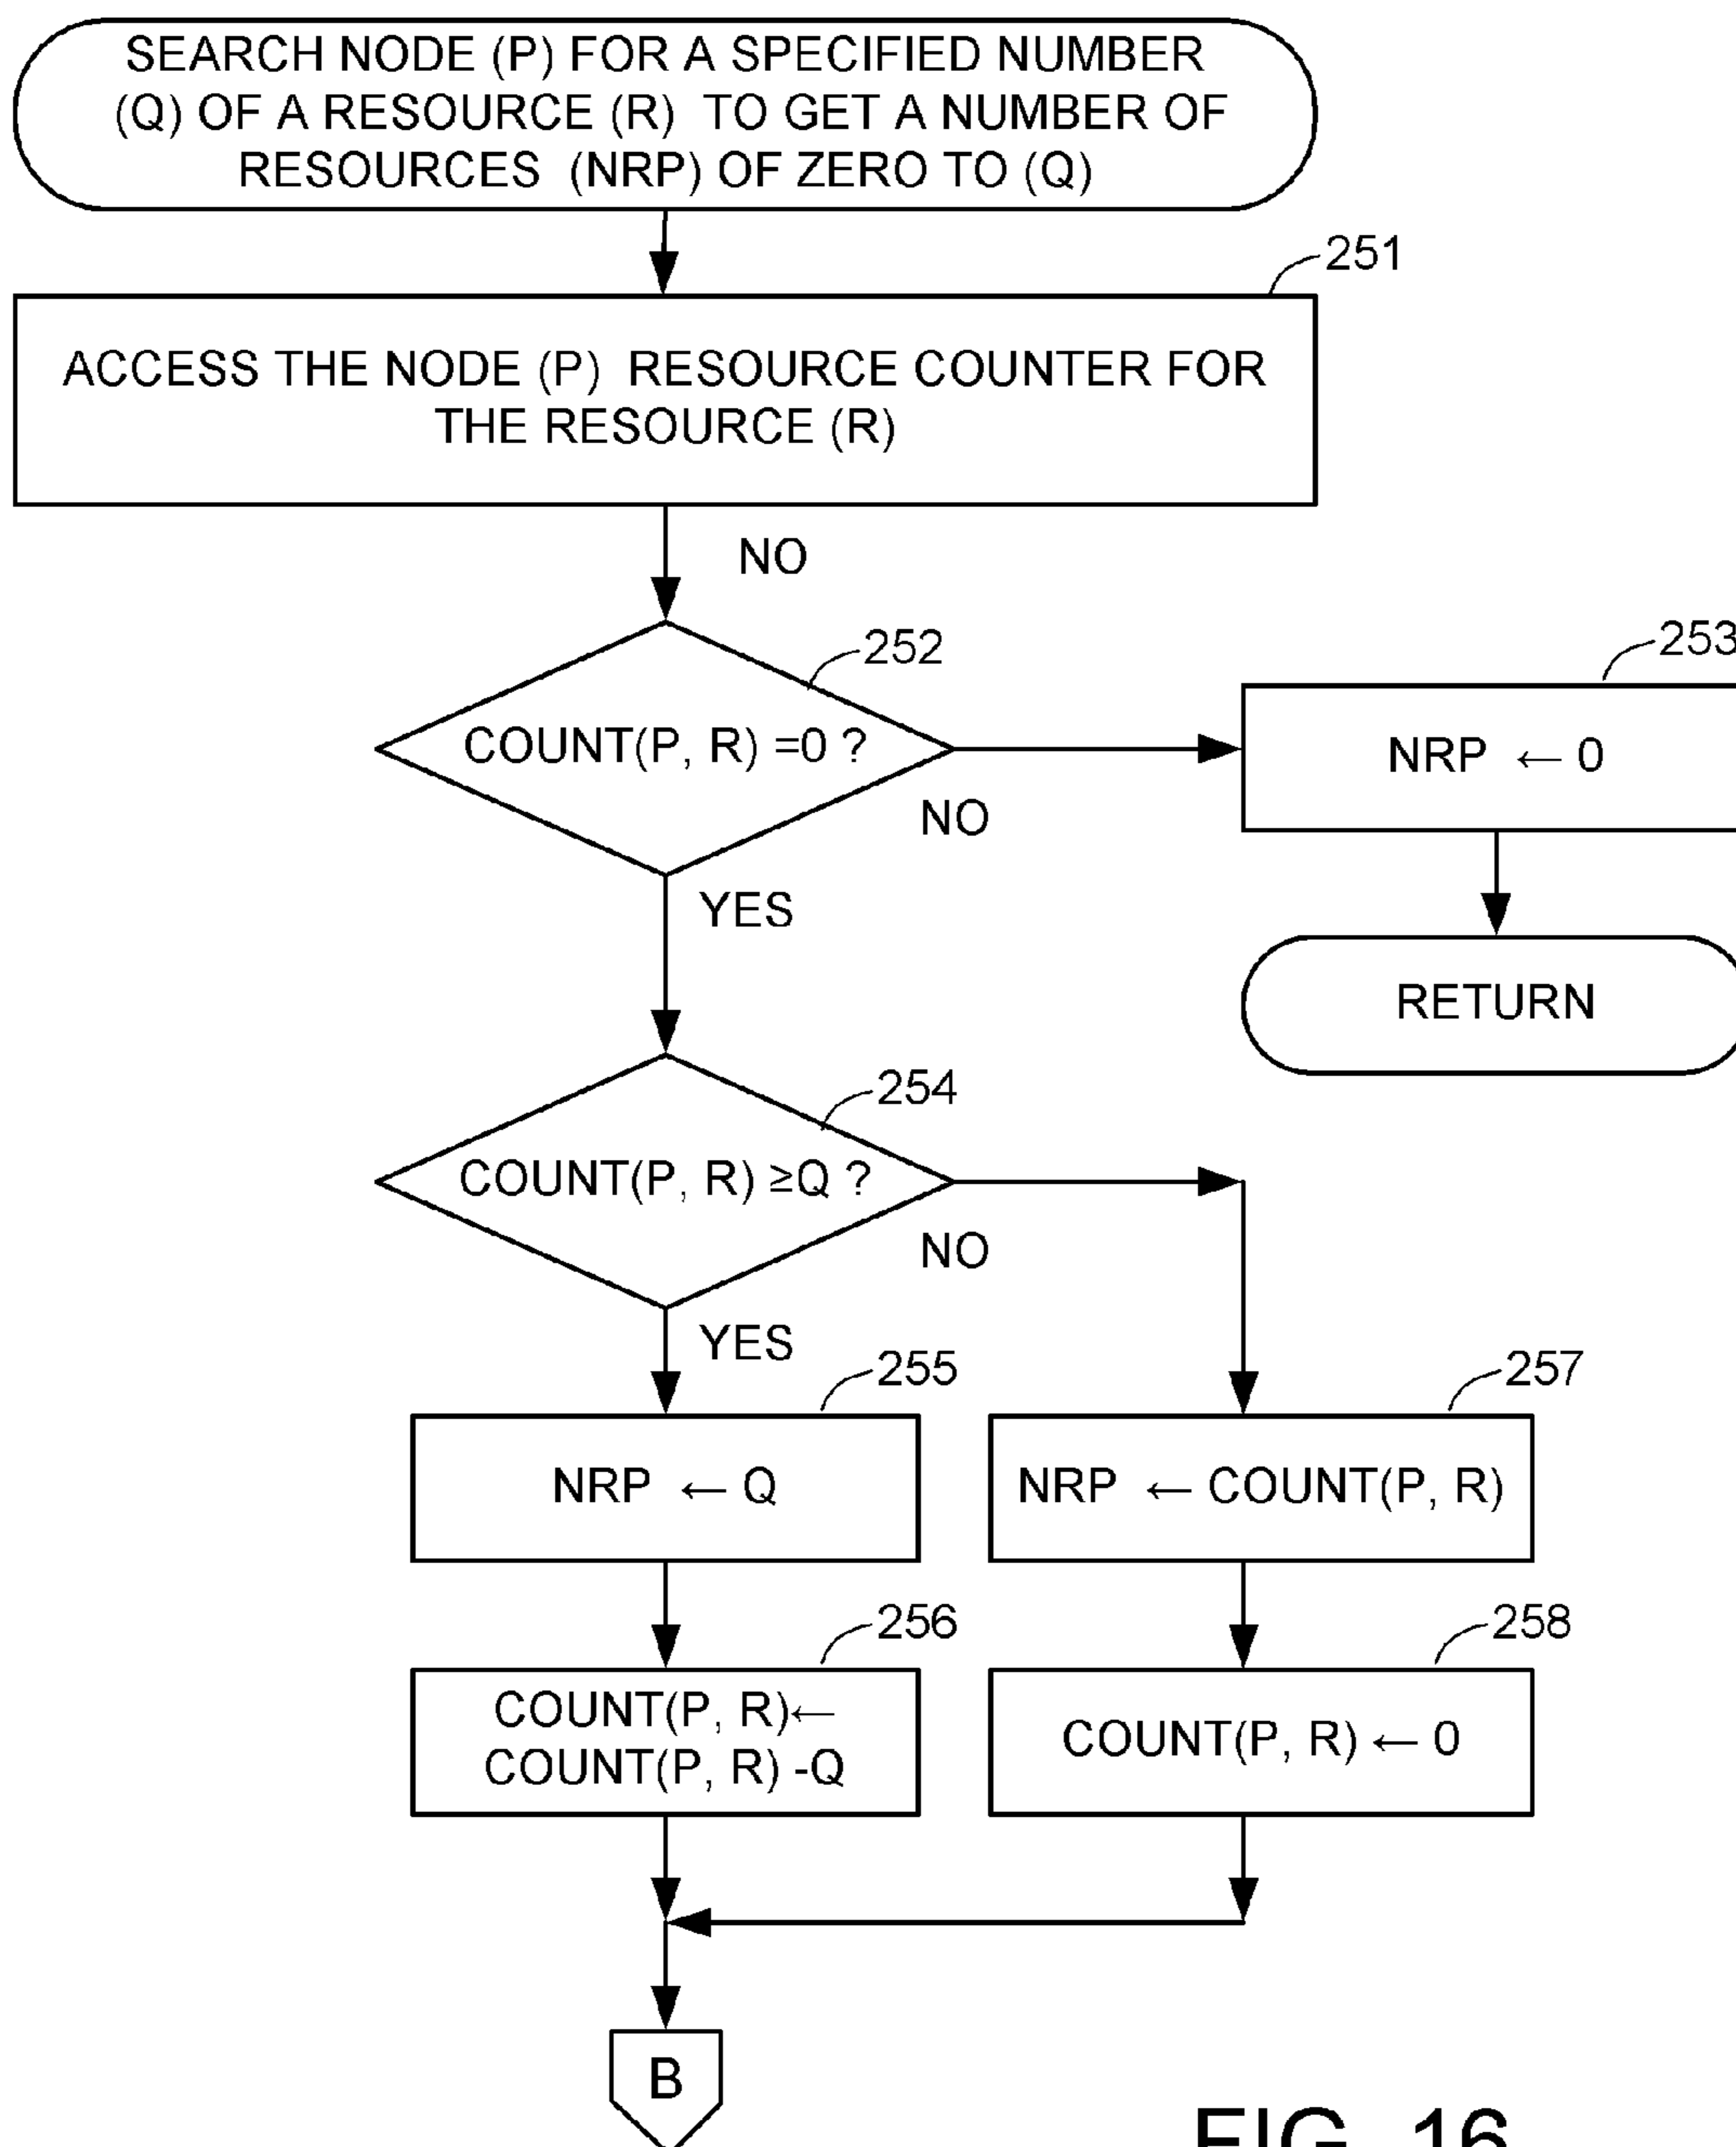 SEARCH NODE (P) FOR A SPECIFIED NUMBER
(Q) OF A RESOURCE (R) TO GET A NUMBER OF
RESOURCES (NRP) OF ZERO TO (Q)
251
ACCESS THE NODE (P) RESOURCE COUNTER FOR
THE RESOURCE (R)
NO
252
COUNT(P, R) =0 ?
NO
YES
253
NRP ← 0
RETURN
254
COUNT(P, R) ≥Q ?
NO
YES
255
NRP ← Q
257
NRP ← COUNT(P, R)
256
COUNT(P, R)←
COUNT(P, R) -Q
258
COUNT(P, R) ← 0
B
FIG. 16